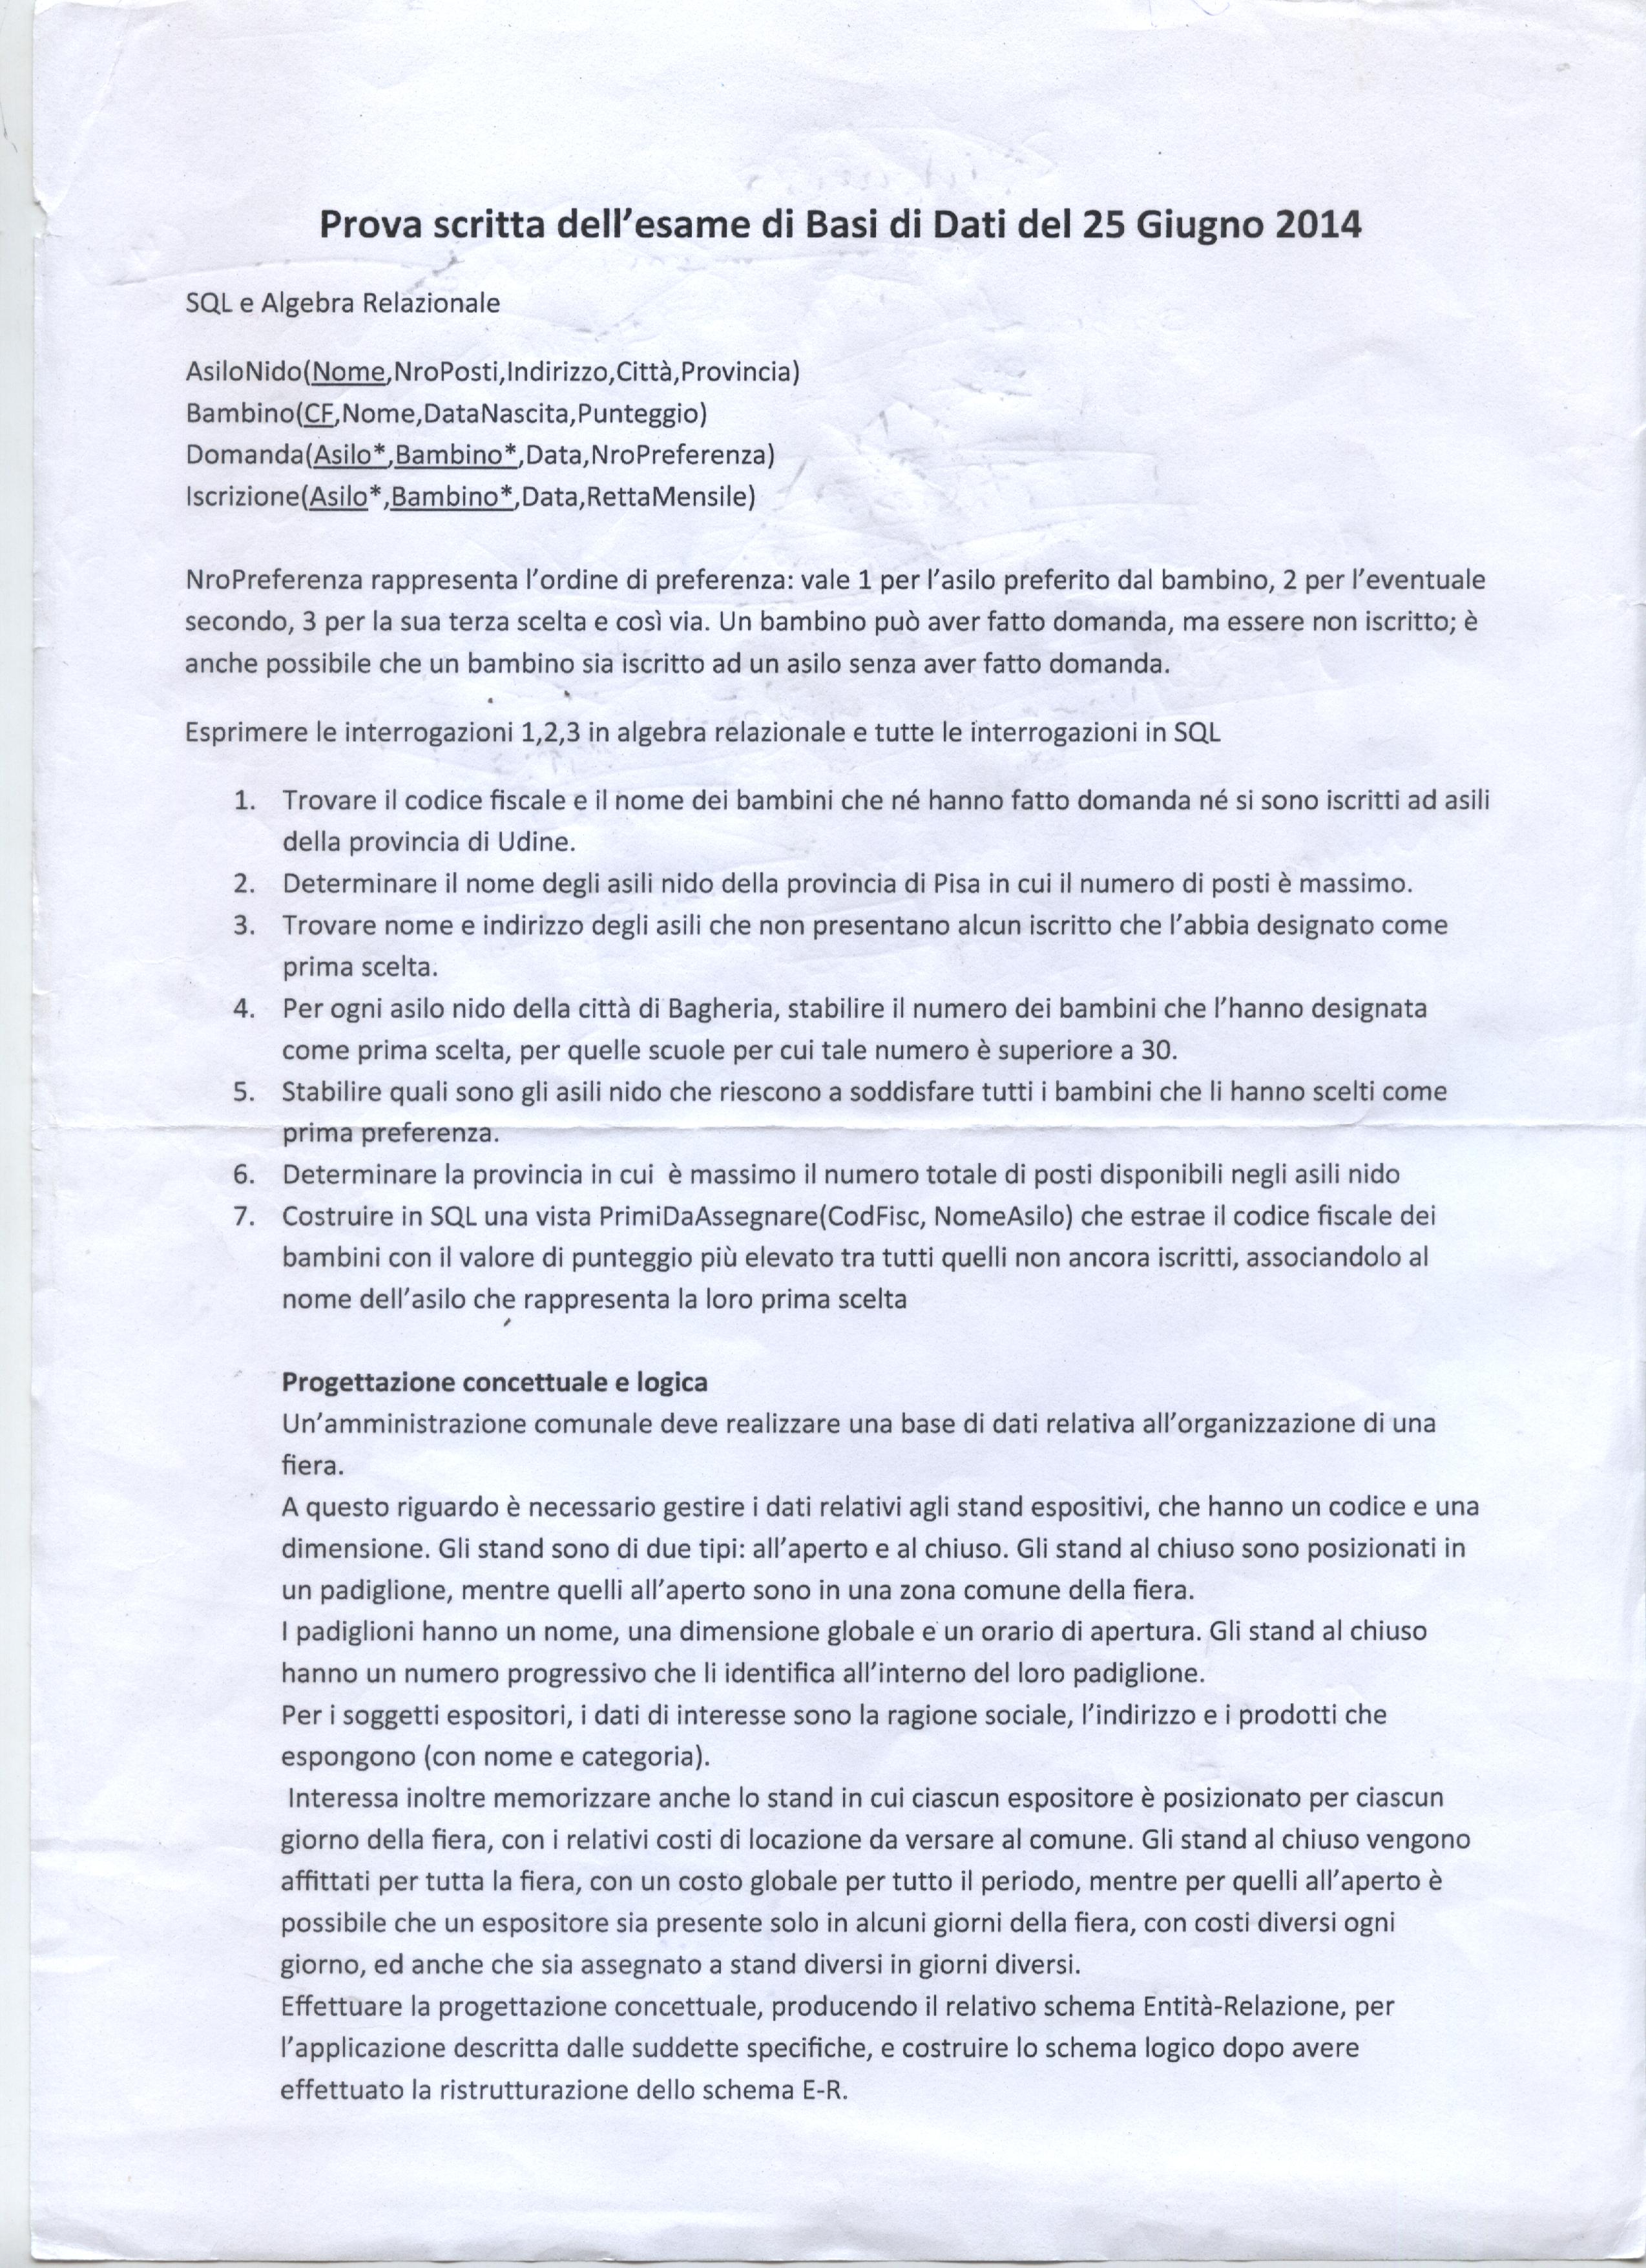 Prova scritta dell'esame di Basi di Dati del 25 Giugno 2014
SQL e Algebra Relazionale
AsiloNido(Nome,NroPosti,Indirizzo,Città,Provincia)
Bambino(CF,Nome,DataNascita,Punteggio)
Domanda(Asilo*,Bambino*,Data,NroPreferenza)
Iscrizione(Asilo*,Bambino*,Data,RettaMensile)
NroPreferenza rappresenta l'ordine di preferenza: vale 1 per l'asilo preferito dal bambino, 2 per l'eventuale
secondo, 3 per la sua terza scelta e così via. Un bambino può aver fatto domanda, ma essere non iscritto; è
anche possibile che un bambino sia iscritto ad un asilo senza aver fatto domanda.
Esprimere le interrogazioni 1,2,3 in algebra relazionale e tutte le interrogazioni in SQL
1. Trovare il codice fiscale e il nome dei bambini che né hanno fatto domanda né si sono iscritti ad asili
della provincia di Udine.
2. Determinare il nome degli asili nido della provincia di Pisa in cui il numero di posti è massimo.
3. Trovare nome e indirizzo degli asili che non presentano alcun iscritto che l'abbia designato come
prima scelta.
4. Per ogni asilo nido della città di Bagheria, stabilire il numero dei bambini che l'hanno designata
come prima scelta, per quelle scuole per cui tale numero è superiore a 30.
5. Stabilire quali sono gli asili nido che riescono a soddisfare tutti i bambini che li hanno scelti come
prima preferenza.
6. Determinare la provincia in cui è massimo il numero totale di posti disponibili negli asili nido
7. Costruire in SQL una vista PrimiDaAssegnare(CodFisc, NomeAsilo) che estrae il codice fiscale dei
bambini con il valore di punteggio più elevato tra tutti quelli non ancora iscritti, associandolo al
nome dell'asilo che rappresenta la loro prima scelta
Progettazione concettuale e logica
Un'amministrazione comunale deve realizzare una base di dati relativa all'organizzazione di una
fiera.
A questo riguardo è necessario gestire i dati relativi agli stand espositivi, che hanno un codice e una
dimensione. Gli stand sono di due tipi: all'aperto e al chiuso. Gli stand al chiuso sono posizionati in
un padiglione, mentre quelli all'aperto sono in una zona comune della fiera.
I padiglioni hanno un nome, una dimensione globale e un orario di apertura. Gli stand al chiuso
hanno un numero progressivo che li identifica all'interno del loro padiglione.
Per i soggetti espositori, i dati di interesse sono la ragione sociale, l'indirizzo e i prodotti che
espongono (con nome e categoria).
Interessa inoltre memorizzare anche lo stand in cui ciascun espositore è posizionato per ciascun
giorno della fiera, con i relativi costi di locazione da versare al comune. Gli stand al chiuso vengono
affittati per tutta la fiera, con un costo globale per tutto il periodo, mentre per quelli all'aperto è
possibile che un espositore sia presente solo in alcuni giorni della fiera, con costi diversi ogni
giorno, ed anche che sia assegnato a stand diversi in giorni diversi.
Effettuare la progettazione concettuale, producendo il relativo schema Entità-Relazione, per
l'applicazione descritta dalle suddette specifiche, e costruire lo schema logico dopo avere
effettuato la ristrutturazione dello schema E-R.